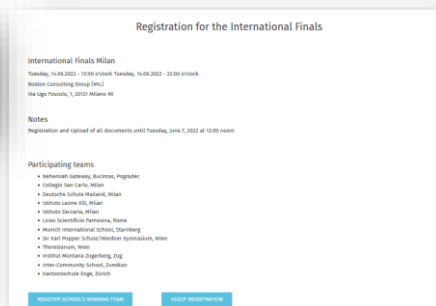 Registration for the International Finals
International Finals Milan
Tuesday, 14.06.2022 - 13:00 o'clock Tuesday, 14.06.2022 - 22:00 o'clock
Boston Consulting Group (MIL)
Via Ugo Foscolo, 1, 20121 Milano MI
Notes
Registration and Upload of all documents until Tuesday, June 7, 2022 at 12:00 noon!
Participating teams
• Nehemiah Gateway, Bucimas, Pogradec
• Collegio San Carlo, Milan
• Deutsche Schule Mailand, Milan
• Istituto Leone XIII, Milan
• Istituto Zaccaria, Milan
• Liceo Scientifico Farnesina, Rome
• Munich International School, Starnberg
• Sir Karl Popper Schule/Wiedner Gymnasium, Wien
• Theresianum, Wien
• Institut Montana Zugerberg, Zug
• Inter-Community School, Zumikon
• Kantonsschule Enge, Zürich
REGISTER SCHOOL'S WINNING TEAM
GUEST REGISTRATION